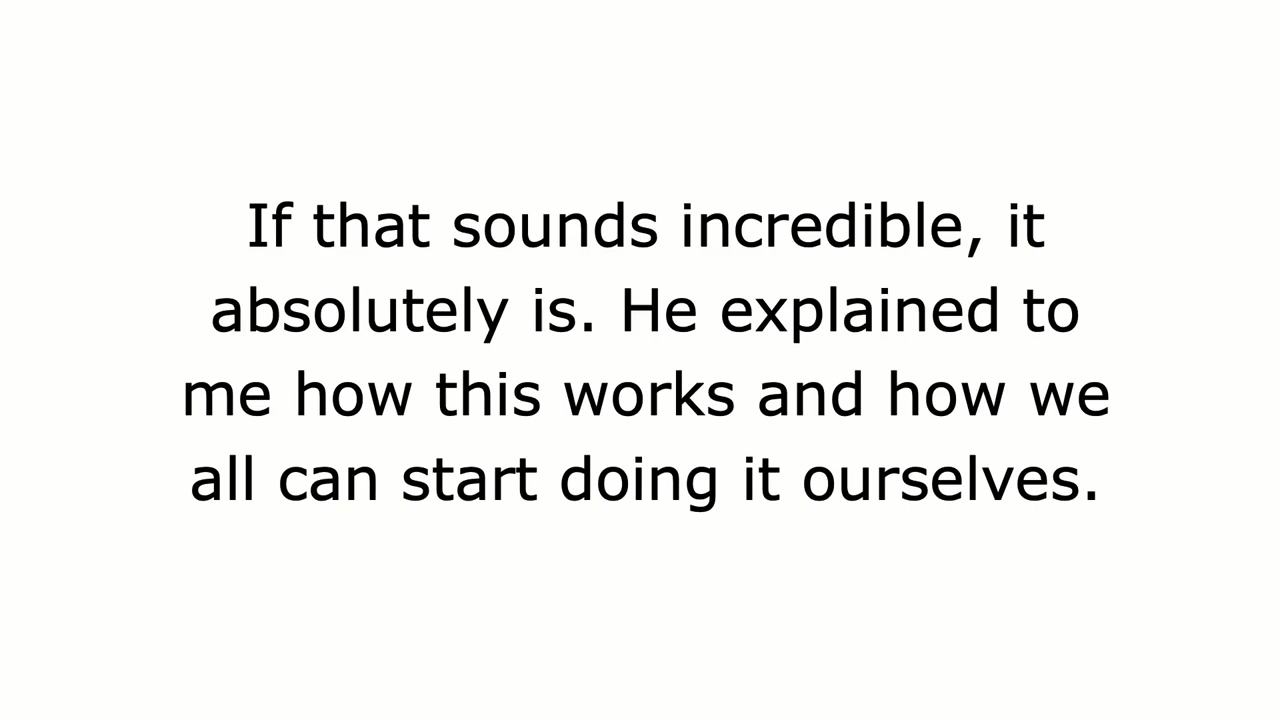 If that sounds incredible, it
absolutely is. He explained to
me how this works and how we
all can start doing it ourselves.